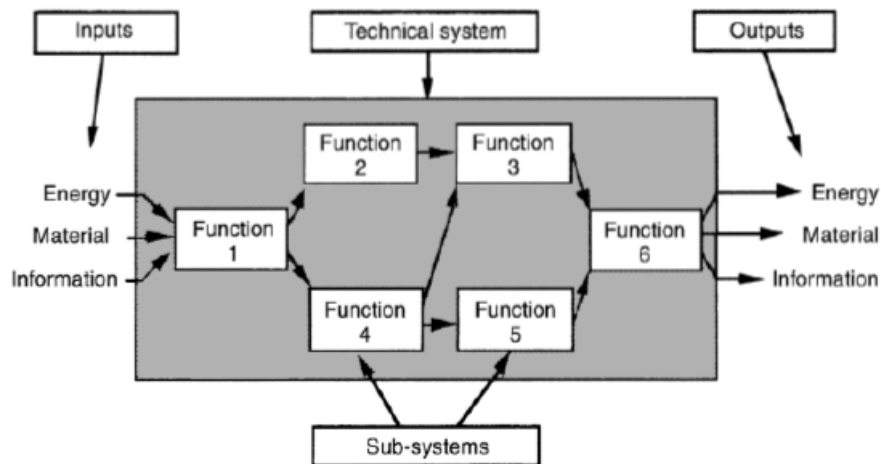 Inputs
Technical system
Outputs
Function
2
Function
3
Energy
Material
Information
Function
1
Function
6
Energy
Material
Information
Function
4
Function
5
Sub-systems